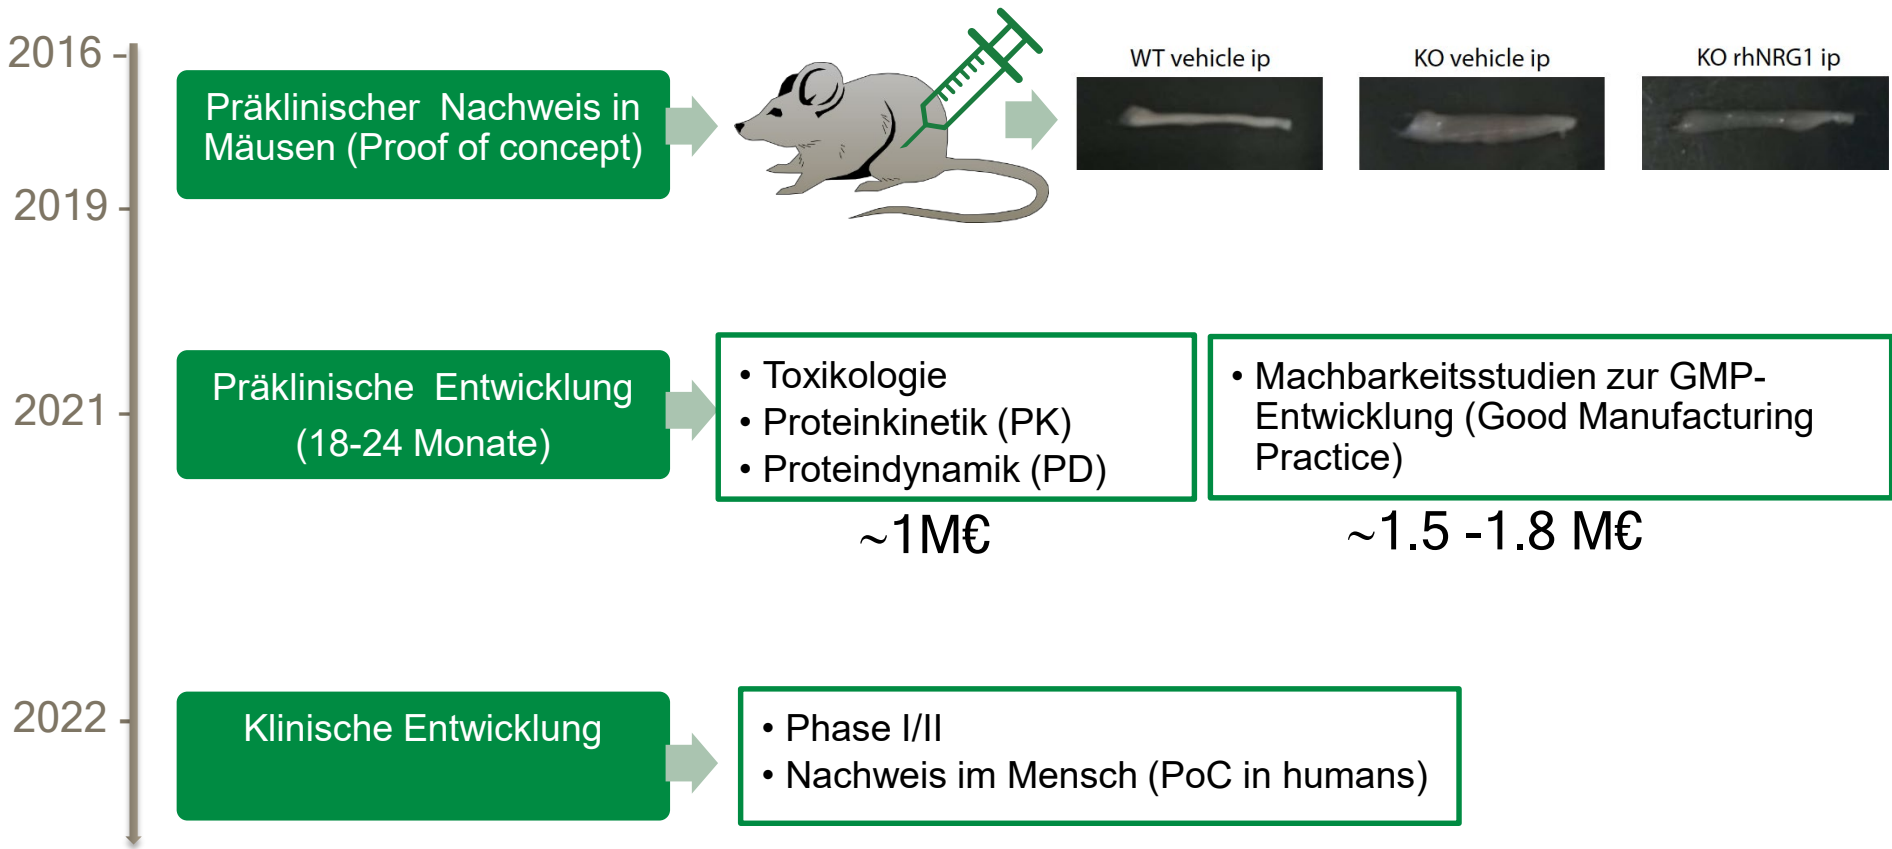 2016
Präklinischer Nachweis in
Mäusen (Proof of concept)
WT vehicle ip
KO vehicle ip
KO rhNRG1 ip
2019
Präklinische Entwicklung
(18-24 Monate)
• Toxikologie
• Proteinkinetik (PK)
• Proteindynamik (PD)
~1M€
• Machbarkeitsstudien zur GMP-
Entwicklung (Good Manufacturing
Practice)
~1.5 -1.8 M€
2021
2022
Klinische Entwicklung
• Phase I/II
• Nachweis im Mensch (PoC in humans)